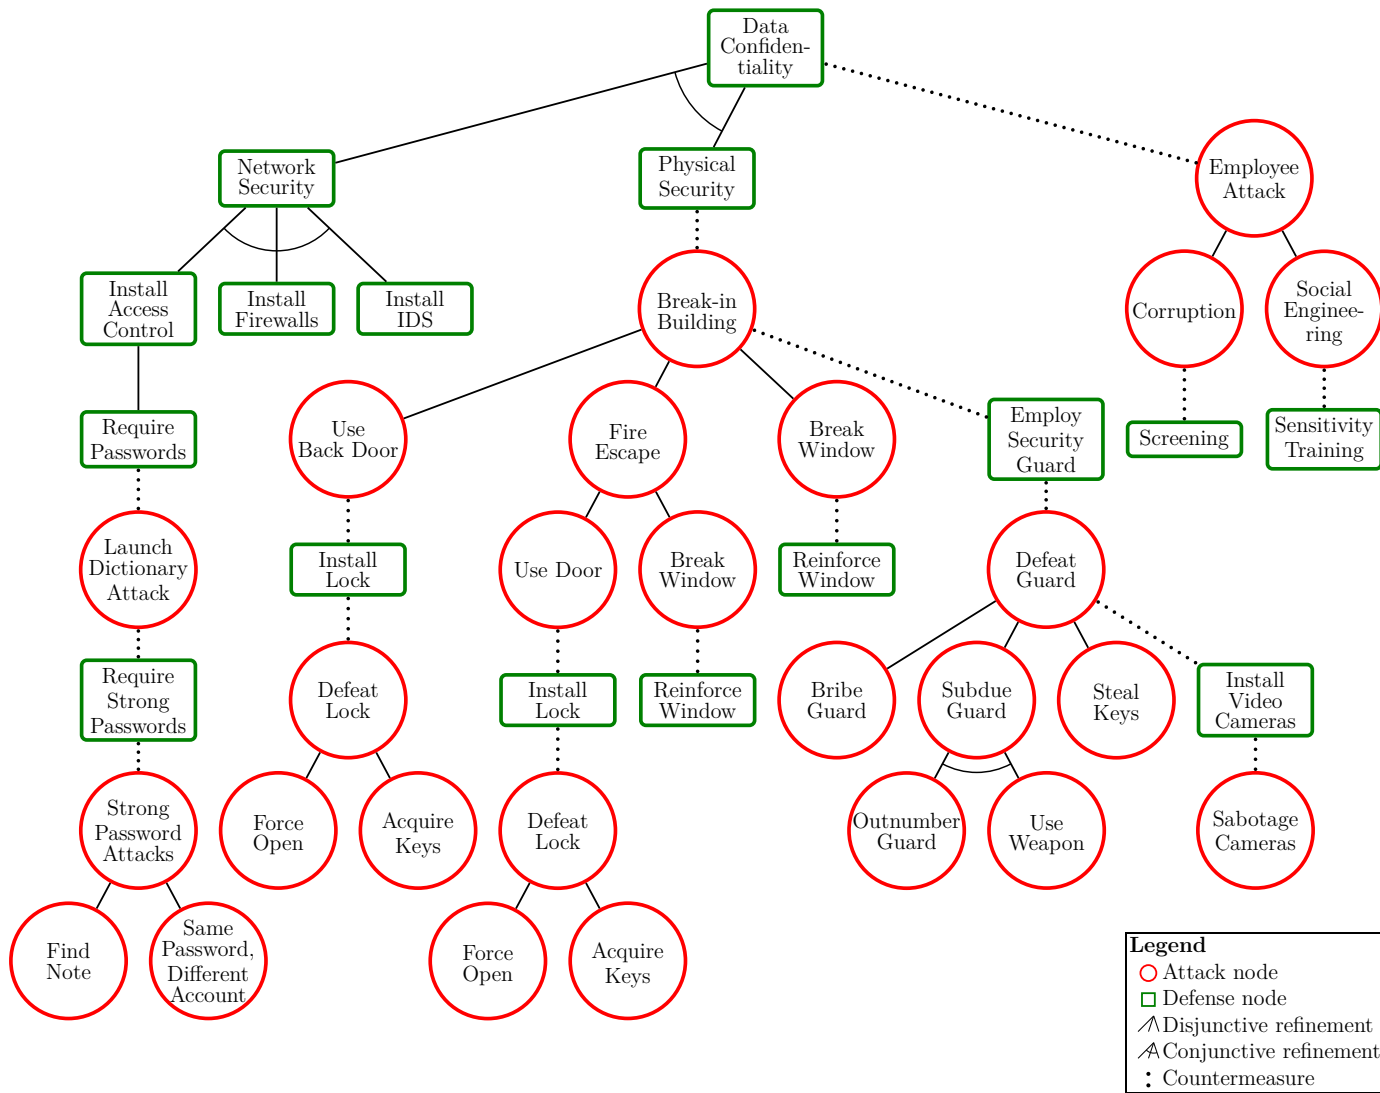 Data
Confiden-
tiality
Network
Security
Physical
Security
Employee
Attack
Install
Access
Control
Install
Firewalls
Install
IDS
Break-in
Building
Corruption
Social
Enginee-
ring
Require
Passwords
Use
Back Door
Fire
Escape
Break
Window
Employ
Security
Guard
Screening
Sensitivity
Training
Launch
Dictionary
Attack
Install
Lock
Use Door
Break
Window
Reinforce
Window
Defeat
Guard
Require
Strong
Passwords
Defeat
Lock
Install
Lock
Reinforce
Window
Bribe
Guard
Subdue
Guard
Steal
Keys
Install
Video
Cameras
Strong
Password
Attacks
Force
Open
Acquire
Keys
Defeat
Lock
Outnumber
Guard
Use
Weapon
Sabotage
Cameras
Find
Note
Same
Password,
Different
Account
Force
Open
Acquire
Keys
Legend
Attack node
Defense node
Disjunctive refinement
Conjunctive refinement
Countermeasure